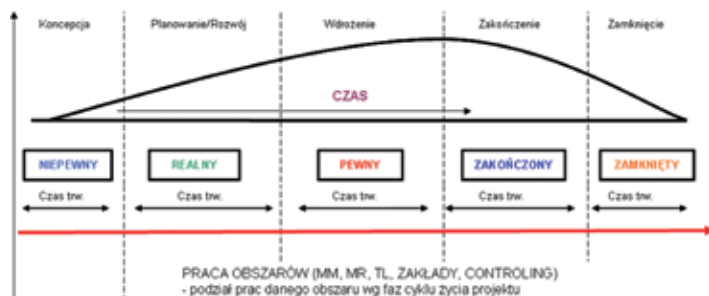 Koncepcja Planowanie/Rozwój Wdrożenie Zakończenie Zamknięcie
CZAS
NIEPEWNY REALNY PEWNY ZAKOŃCZONY ZAMKNIĘTY
Czas trw. Czas trw. Czas trw. Czas trw. Czas trw.
PRACA OBSZARÓW (MM, MR, TL, ZAKŁADY, CONTROLING)
- podział prac danego obszaru wg faz cyklu życia projektu